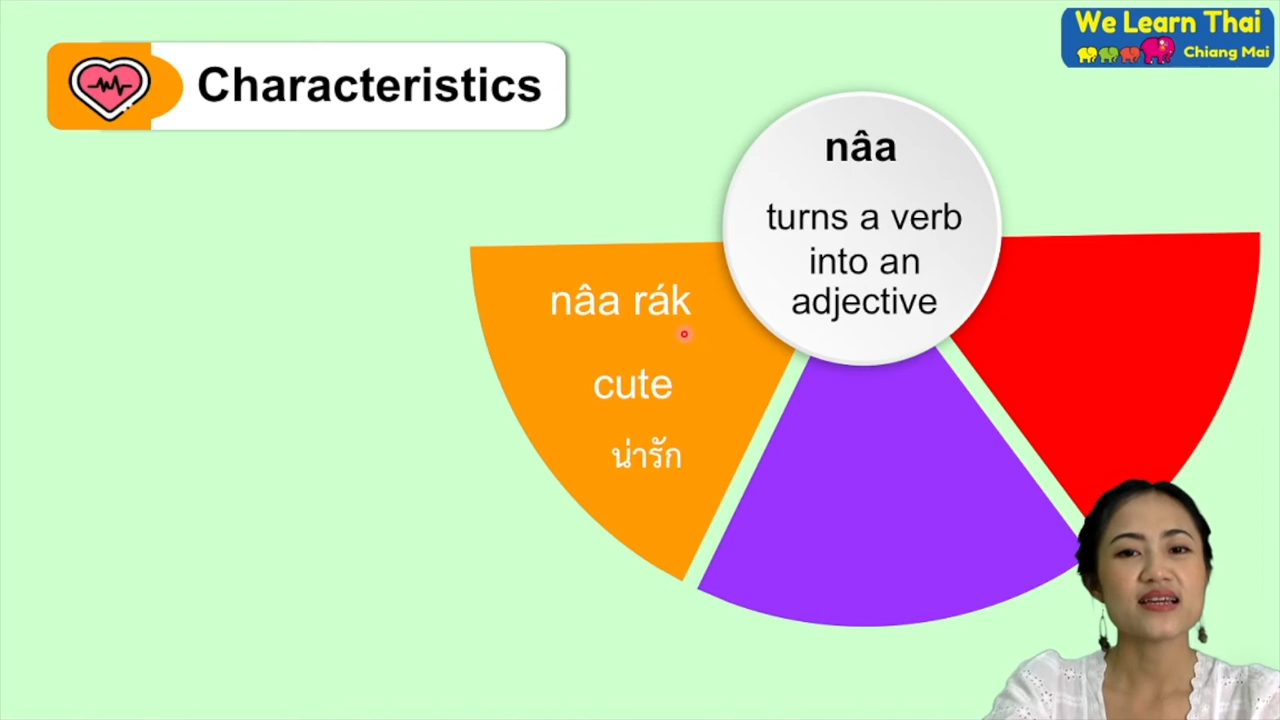 We Learn Thai
Chiang Mai
Characteristics
nâa
turns a verb
into an
adjective
nâa rák
cute
น่ารัก